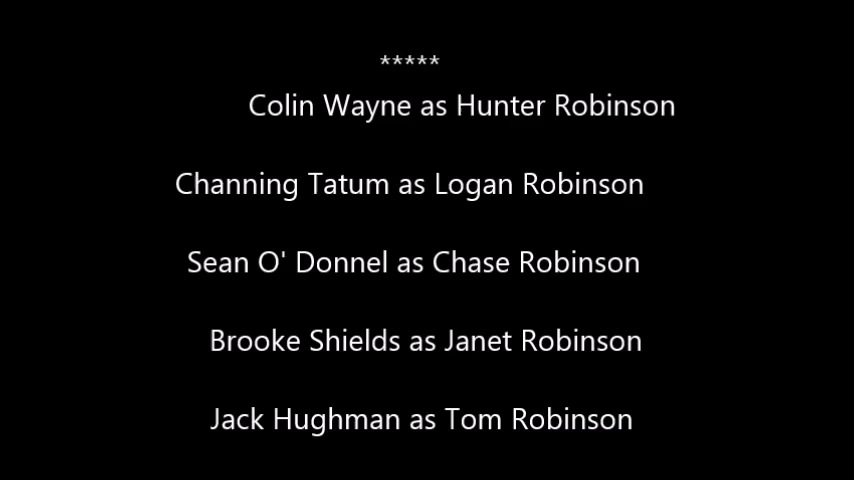 *****
Colin Wayne as Hunter Robinson
Channing Tatum as Logan Robinson
Sean O' Donnel as Chase Robinson
Brooke Shields as Janet Robinson
Jack Hughman as Tom Robinson